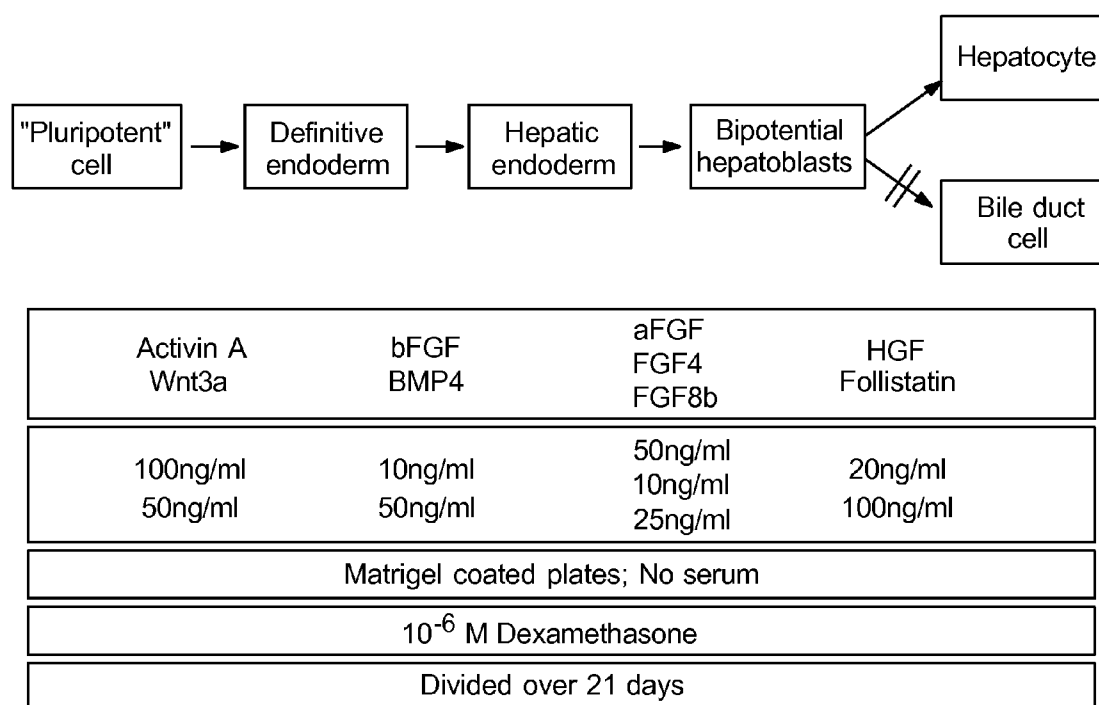 "Pluripotent"
cell
Definitive
endoderm
Hepatic
endoderm
Bipotential
hepatoblasts
Hepatocyte
Bile duct
cell
Activin A
Wnt3a
bFGF
BMP4
aFGF
FGF4
FGF8b
HGF
Follistatin
100ng/ml
50ng/ml
10ng/ml
50ng/ml
50ng/ml
10ng/ml
25ng/ml
20ng/ml
100ng/ml
Matrigel coated plates; No serum
10⁻⁶ M Dexamethasone
Divided over 21 days